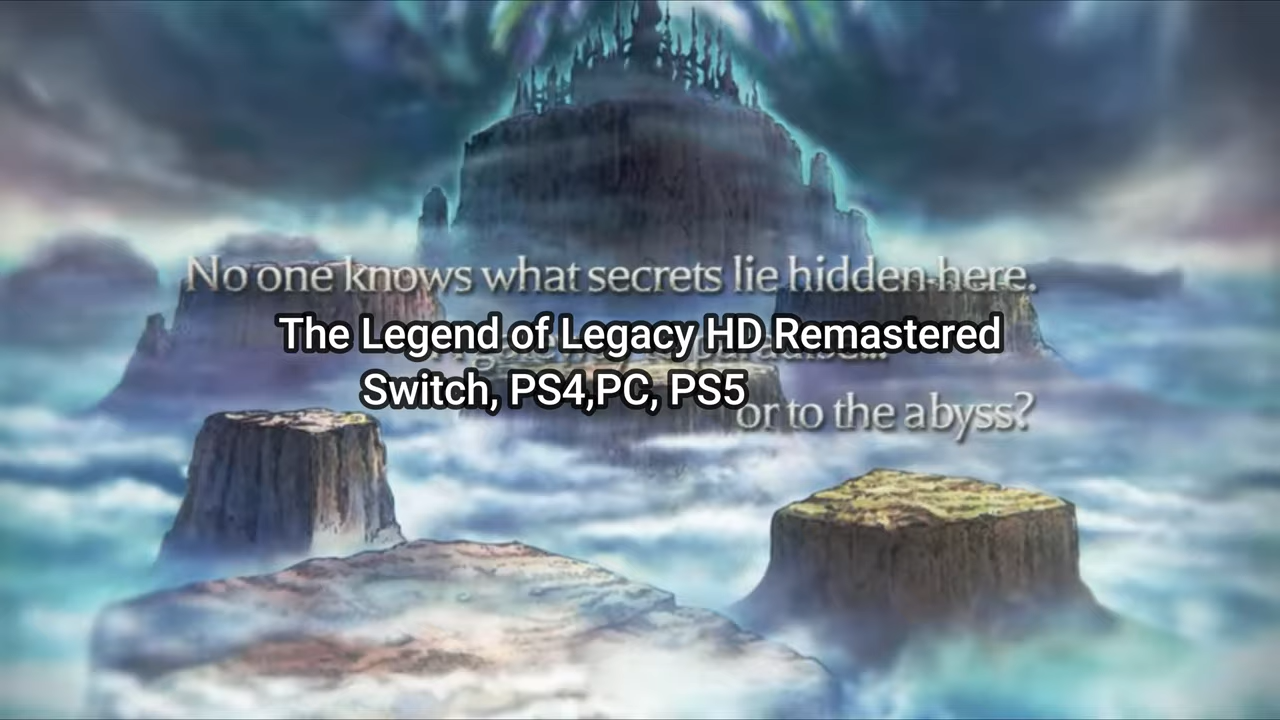 No one knows what secrets lie hidden here.
The Legend of Legacy HD Remastered
Switch, PS4,PC, PS5
or to the abyss?